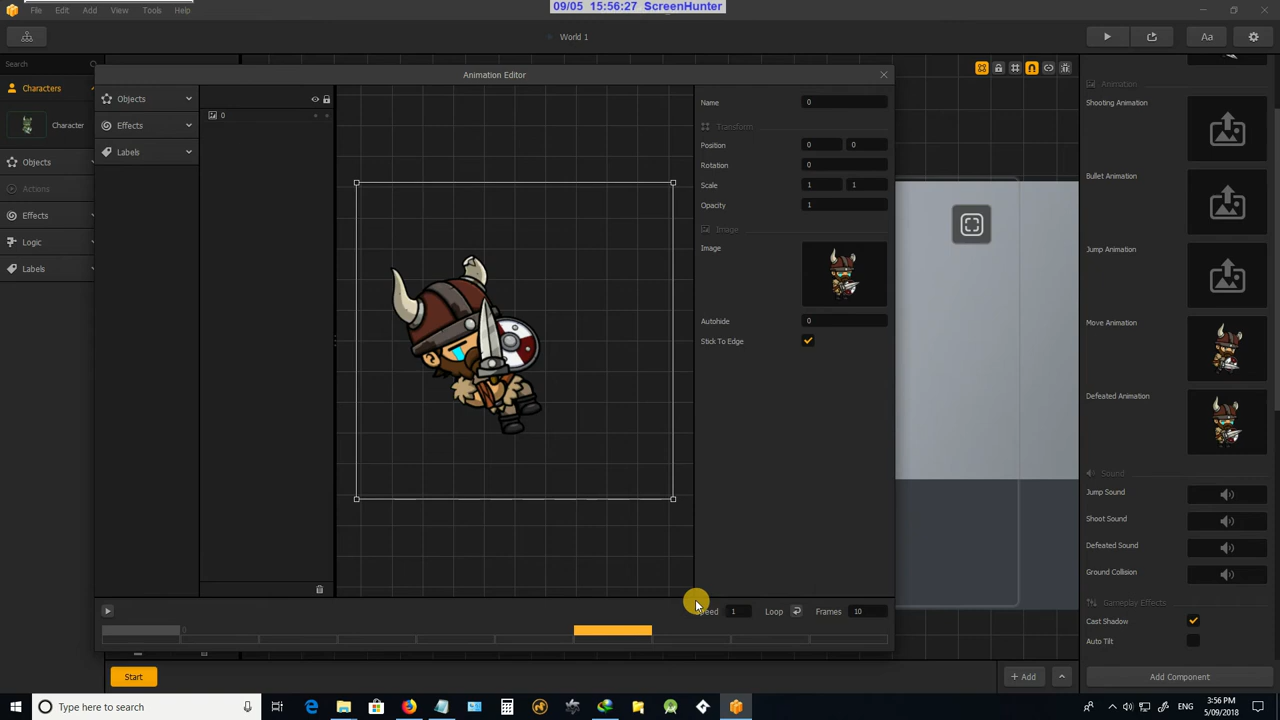 09/05 15:56:27 ScreenHunter
File Edit View Tools Help
World 1
Aa
Search
Characters
Character
Objects
Actions
Effects
Logic
Labels
Animation Editor
Objects
Effects
Labels
0
Name 0
Transform
Position 0 0
Rotation 0
Scale 1 1
Opacity 1
Image
Image
Autohide 0
Stick To Edge
Speed 1 Loop Frames 10
0
Animation
Shooting Animation
Bullet Animation
Jump Animation
Move Animation
Defeated Animation
Sound
Jump Sound
Shoot Sound
Defeated Sound
Ground Collision
Gameplay Effects
Cast Shadow
Auto Tilt
Start
+ Add
Add Component
Type here to search
ENG
3:56 PM
5/09/2018